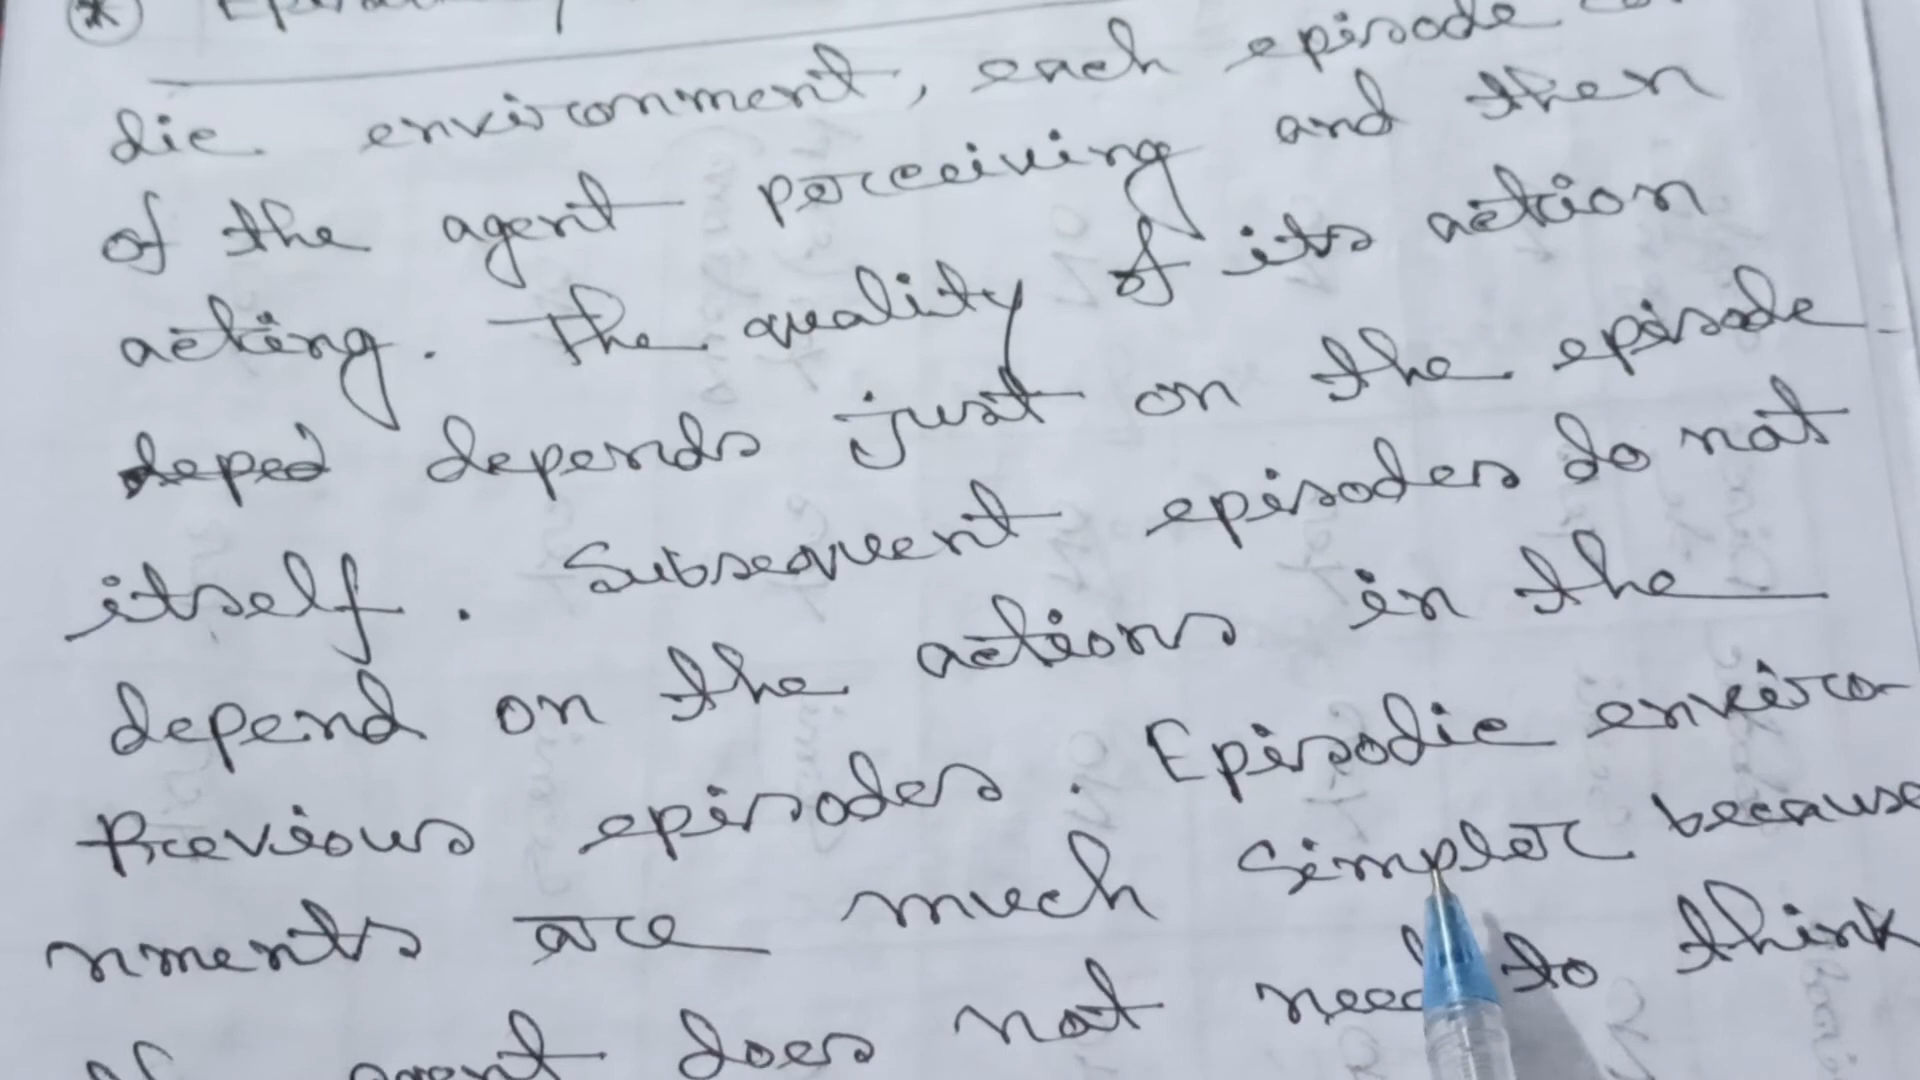 die environment, each episode
of the agent perceiving and then
acting. The quality of its action
deped depends just on the episode
itself. Subsequent episodes do not
depend on the actions in the
Previous episodes. Episodic enviro-
nments are much simpler because
agent does not need to think